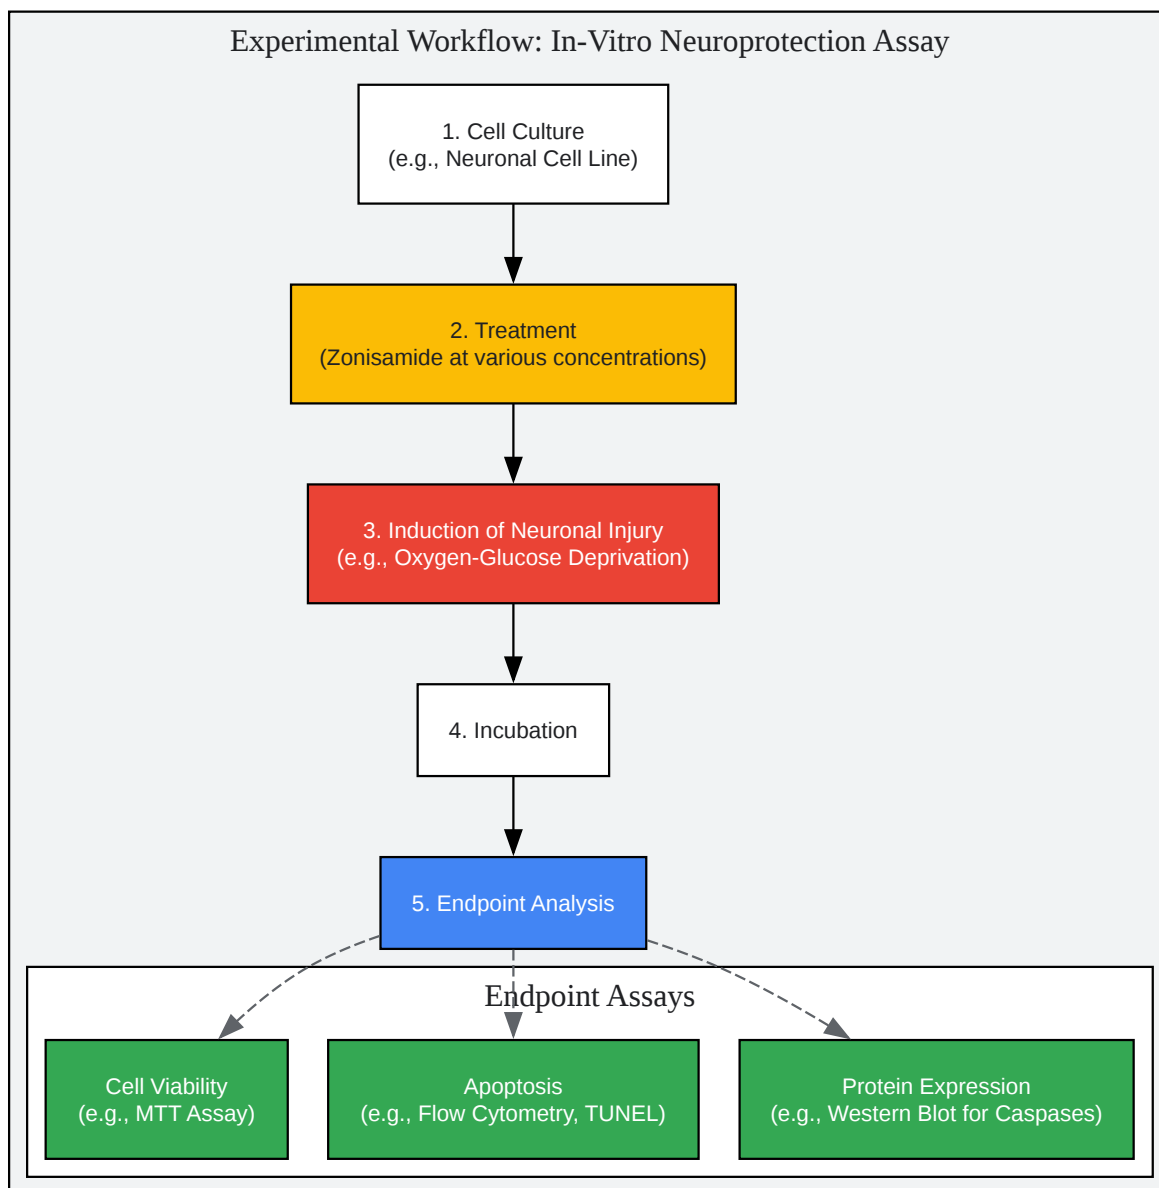 Experimental Workflow: In-Vitro Neuroprotection Assay
1. Cell Culture
(e.g., Neuronal Cell Line)
2. Treatment
(Zonisamide at various concentrations)
3. Induction of Neuronal Injury
(e.g., Oxygen-Glucose Deprivation)
4. Incubation
5. Endpoint Analysis
Endpoint Assays
Cell Viability
(e.g., MTT Assay)
Apoptosis
(e.g., Flow Cytometry, TUNEL)
Protein Expression
(e.g., Western Blot for Caspases)